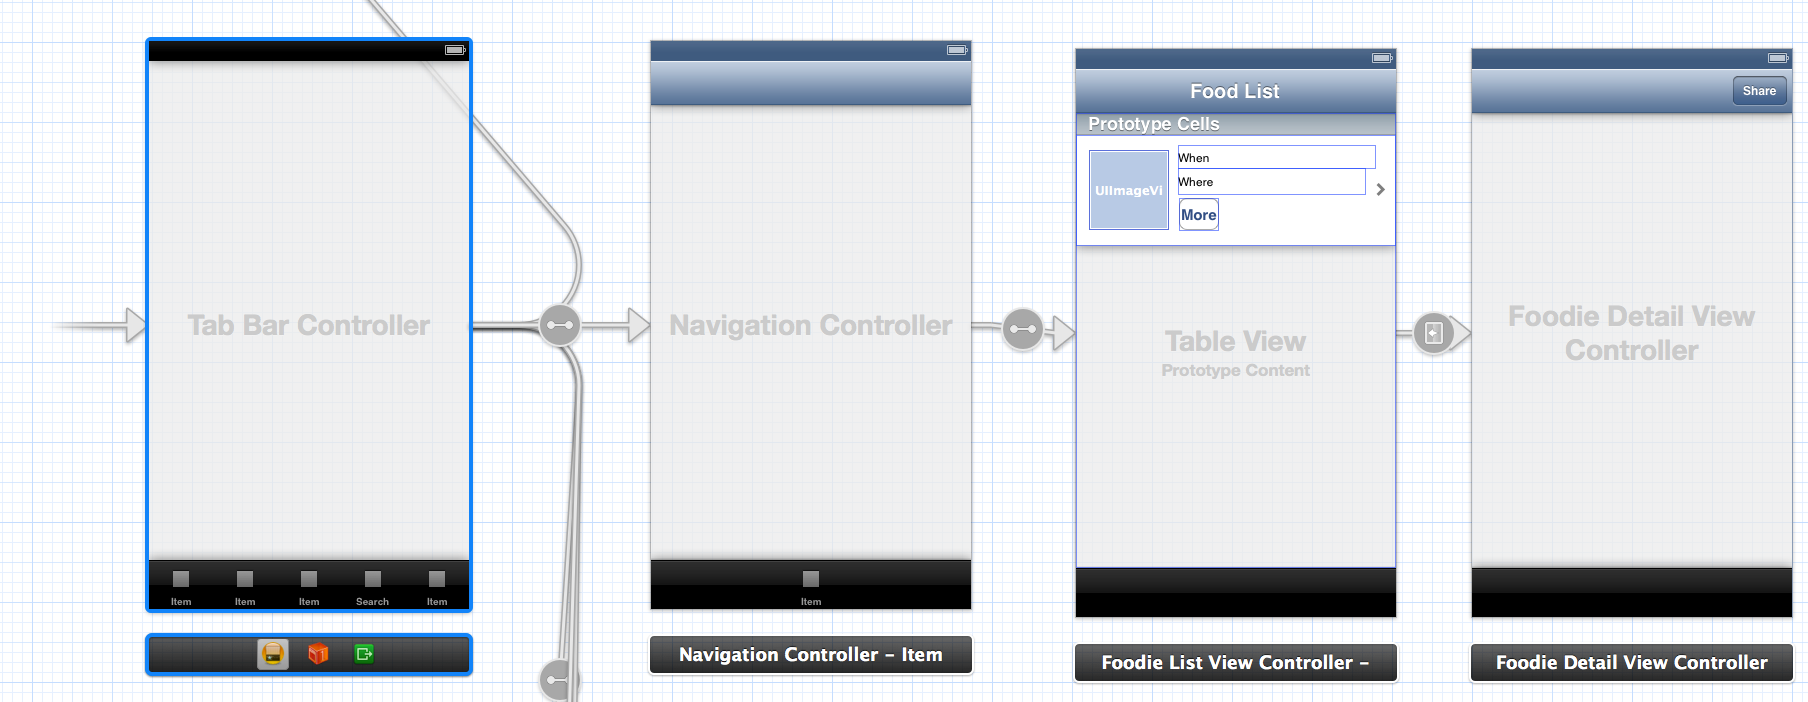 Tab Bar Controller
Item
Item
Item
Search
Item
Navigation Controller
Item
Navigation Controller – Item
Food List
Prototype Cells
UIImageVi
When
Where
More
Table View
Prototype Content
Foodie List View Controller –
Share
Foodie Detail View
Controller
Foodie Detail View Controller